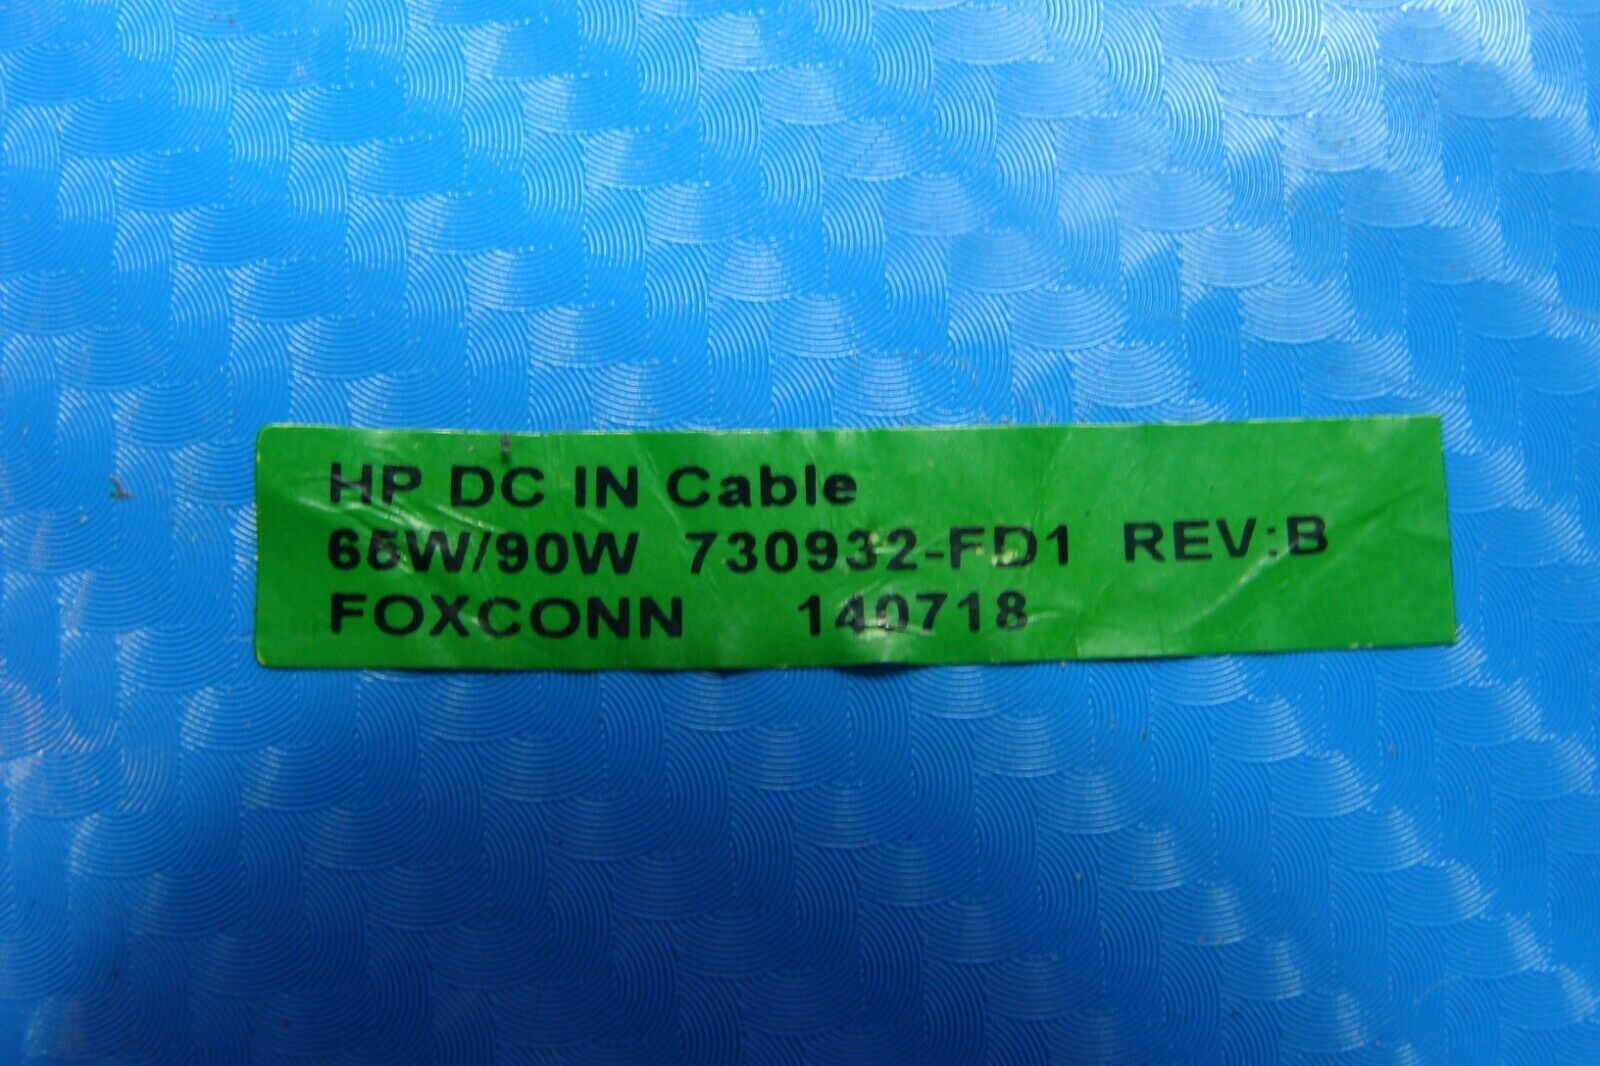 HP DC IN Cable
65W/90W 730932-FD1 REV:B
FOXCONN 140718